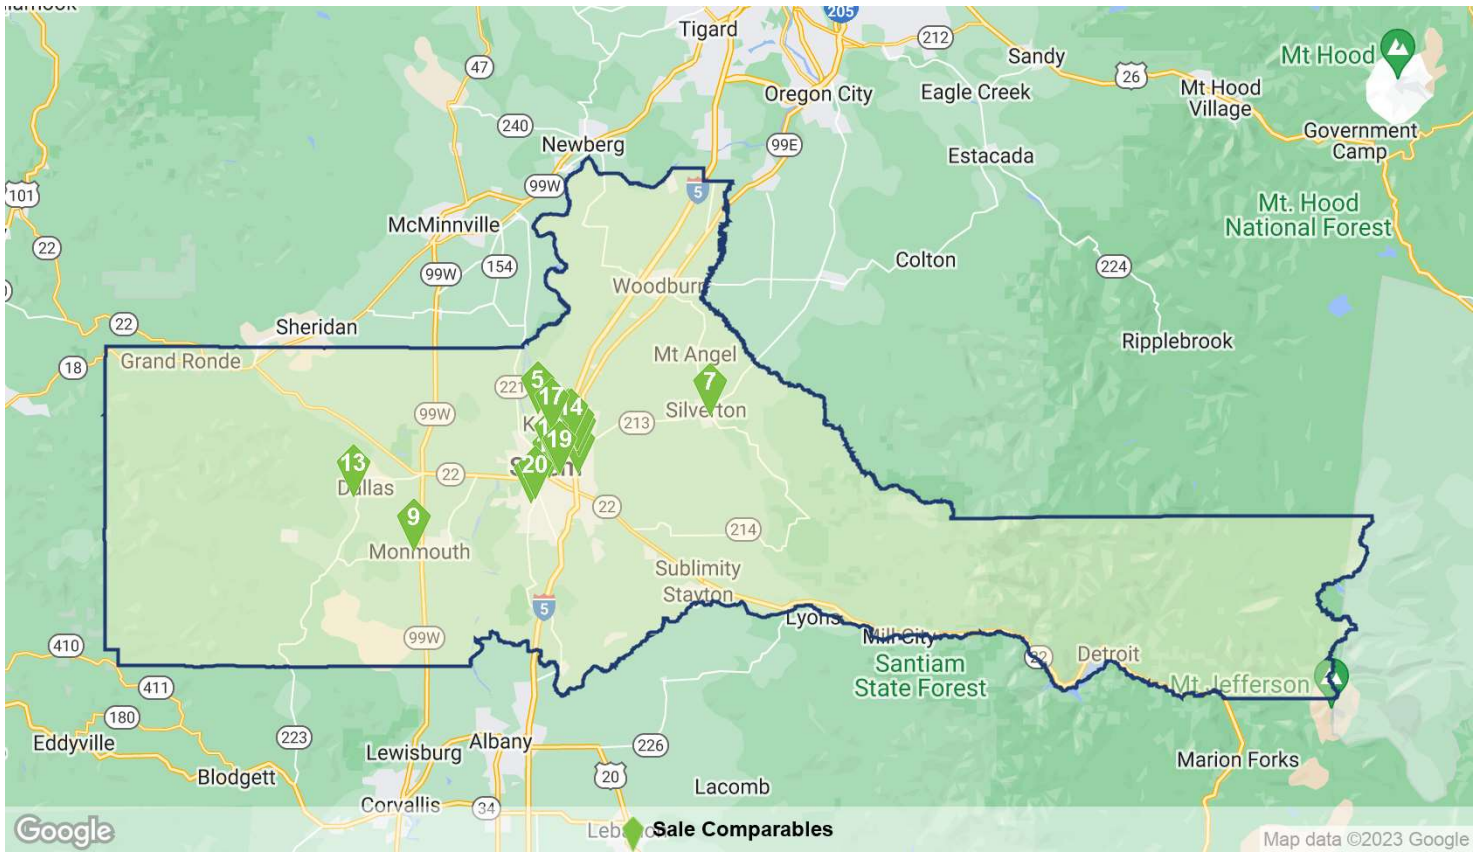 205
Tigard
212
Sandy
Mt Hood
47
26
Oregon City
Eagle Creek
Mt Hood
Village
240
Government
Camp
Newberg
99E
Estacada
99W
5
101
Mt. Hood
National Forest
McMinnville
22
Colton
99W
154
224
Woodburn
22
Sheridan
Ripplebrook
Grand Ronde
18
Mt Angel
221
5
17
7
99W
14
Silverton
213
19
13
20
22
Dallas
22
9
214
Monmouth
Sublimity
Stayton
5
Lyons
99W
Mill City
410
22
Detroit
Santiam
State Forest
Mt. Jefferson
411
180
223
Eddyville
Albany
226
Lewisburg
Marion Forks
Blodgett
20
Lacomb
Corvallis
34
Google
Sale Comparables
Map data ©2023 Google